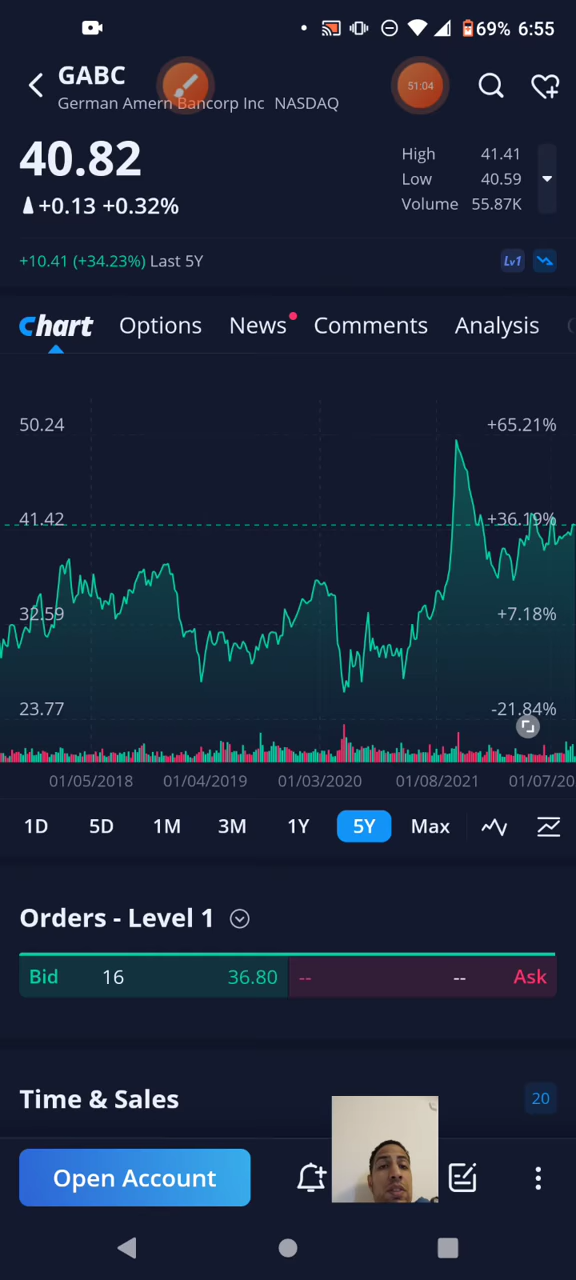 69% 6:55
GABC
German Amern Bancorp Inc NASDAQ
51:04
40.82
+0.13 +0.32%
High 41.41
Low 40.59
Volume 55.87K
+10.41 (+34.23%) Last 5Y
Lv1
Chart Options News Comments Analysis
50.24 +65.21%
41.42 +36.19%
32.59 +7.18%
23.77 -21.84%
01/05/2018 01/04/2019 01/03/2020 01/08/2021 01/07/20
1D 5D 1M 3M 1Y 5Y Max
Orders - Level 1
Bid 16 36.80 -- -- Ask
Time & Sales 20
Open Account